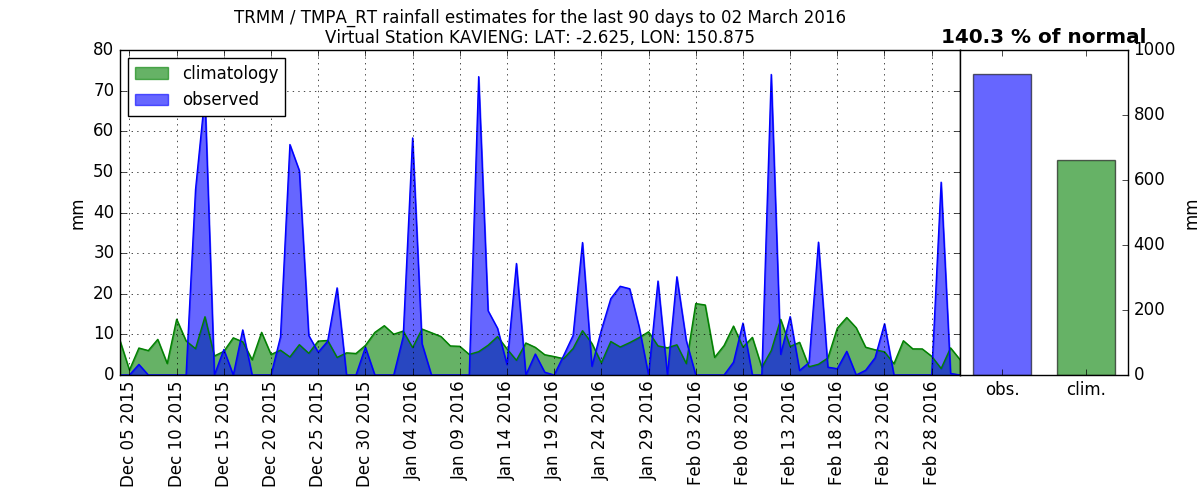 TRMM / TMPA_RT rainfall estimates for the last 90 days to 02 March 2016
Virtual Station KAVIENG: LAT: -2.625, LON: 150.875
140.3 % of normal
climatology
observed
80
70
60
50
40
30
20
10
0
mm
1000
800
600
400
200
0
mm
Dec 05 2015
Dec 10 2015
Dec 15 2015
Dec 20 2015
Dec 25 2015
Dec 30 2015
Jan 04 2016
Jan 09 2016
Jan 14 2016
Jan 19 2016
Jan 24 2016
Jan 29 2016
Feb 03 2016
Feb 08 2016
Feb 13 2016
Feb 18 2016
Feb 23 2016
Feb 28 2016
obs.
clim.